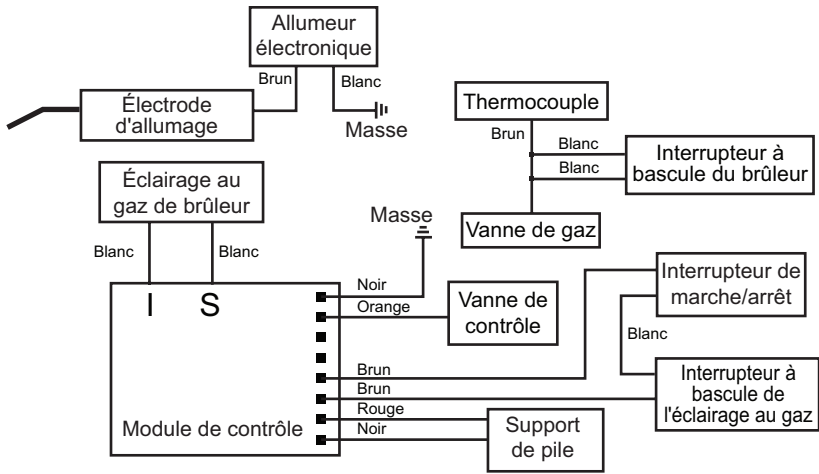 Allumeur
électronique
Brun
Blanc
Électrode
d'allumage
Masse
Thermocouple
Brun
Blanc
Blanc
Interrupteur à
bascule du brûleur
Vanne de gaz
Éclairage au
gaz de brûleur
Blanc
Blanc
Masse
I
S
Noir
Orange
Vanne de
contrôle
Interrupteur de
marche/arrêt
Blanc
Brun
Brun
Rouge
Noir
Interrupteur à
bascule de
l'éclairage au gaz
Module de contrôle
Support
de pile